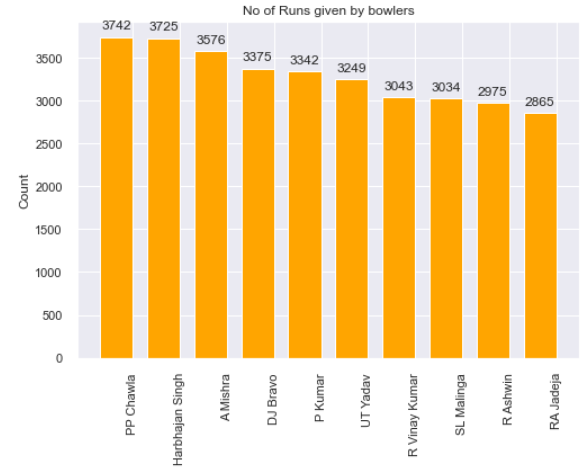 No of Runs given by bowlers
3742
3725
3576
3375
3342
3249
3043
3034
2975
2865
3500
3000
2500
2000
1500
1000
500
0
Count
PP Chawla
Harbhajan Singh
A Mishra
DJ Bravo
P Kumar
UT Yadav
R Vinay Kumar
SL Malinga
R Ashwin
RA Jadeja